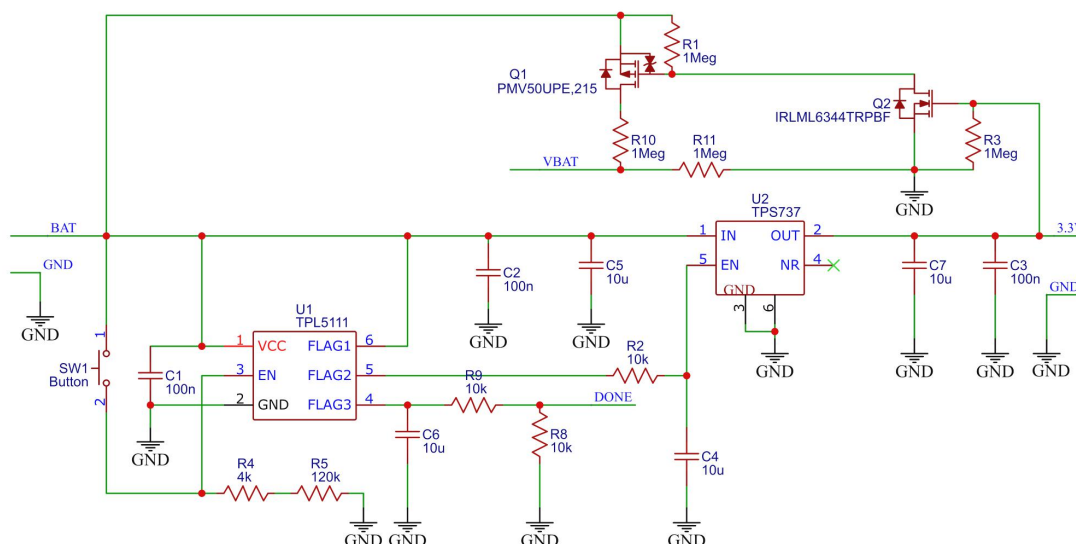 R1
1Meg
Q1
PMV50UPE,215
Q2
IRLML6344TRPBF
R10
1Meg
R11
1Meg
R3
1Meg
VBAT
GND
U2
TPS737
BAT
1
IN
OUT
2
3.3V
GND
5
EN
NR
4
C2
100n
C5
10u
GND
3
6
C7
10u
C3
100n
GND
GND
U1
TPL5111
GND
GND
1
SW1
Button
2
C1
100n
1
VCC
FLAG1
6
3
EN
FLAG2
5
2
GND
FLAG3
4
R2
10k
R9
10k
DONE
GND
GND
GND
GND
C6
10u
R8
10k
C4
10u
GND
R4
4k
R5
120k
GND
GND
GND
GND